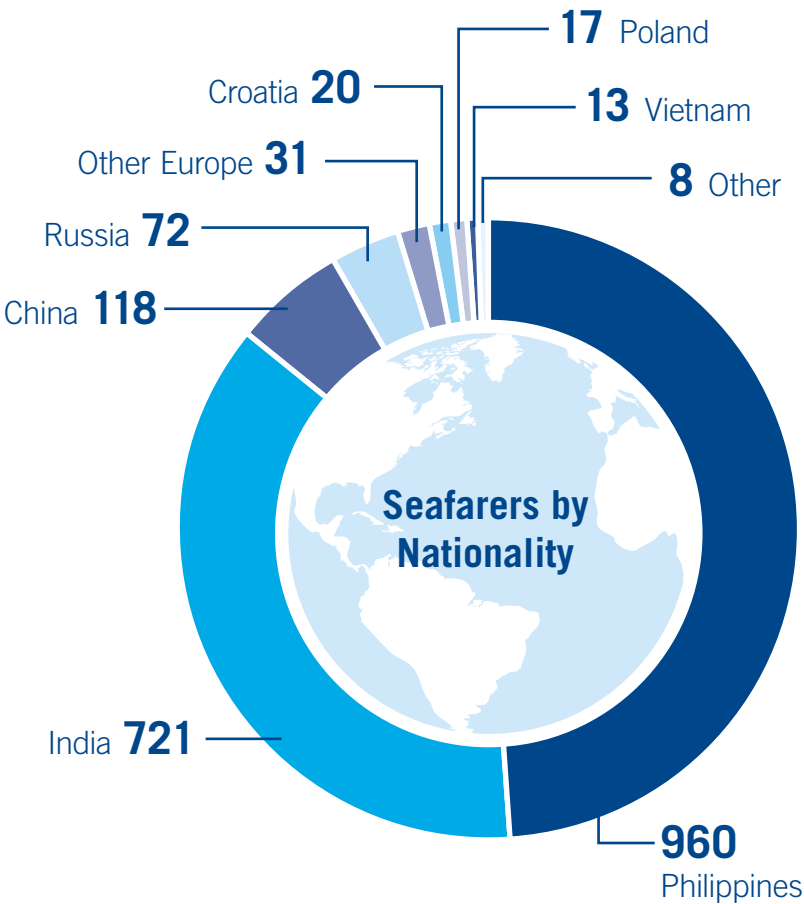 17 Poland
Croatia 20
13 Vietnam
Other Europe 31
8 Other
Russia 72
China 118
Seafarers by
Nationality
India 721
960
Philippines